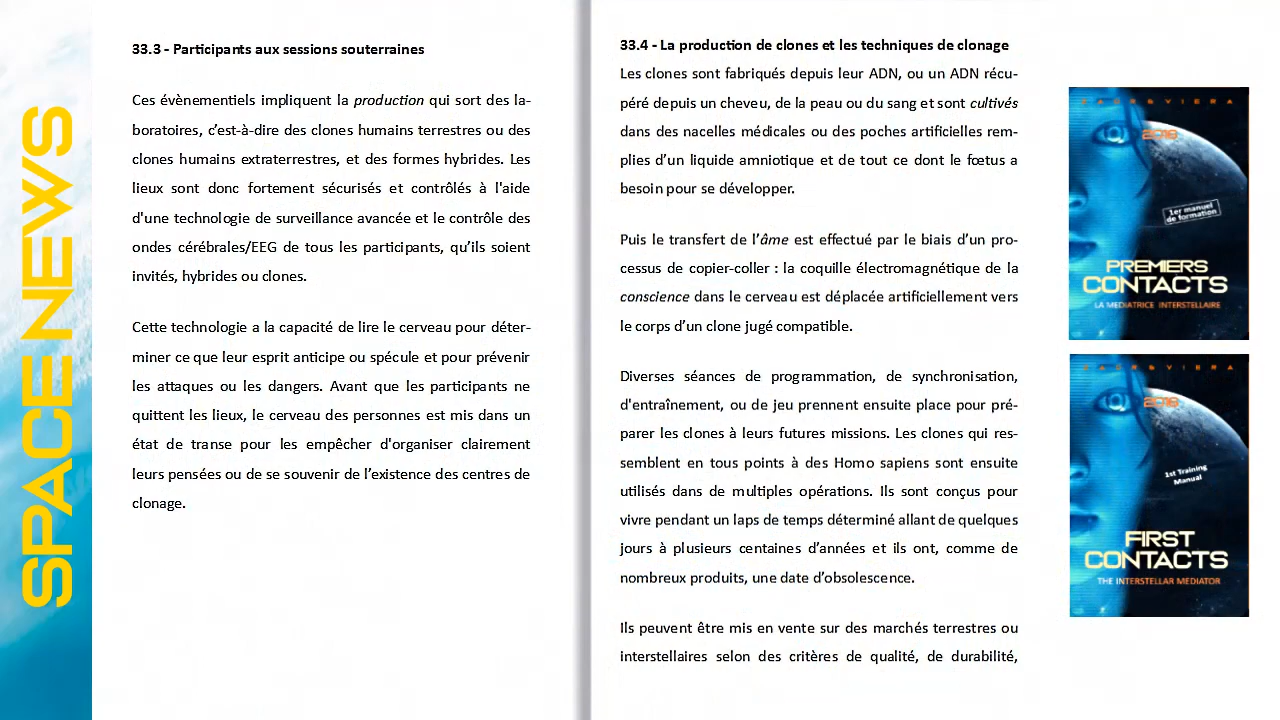 SPACE NEWS
33.3 - Participants aux sessions souterraines
Ces évènementiels impliquent la production qui sort des la-
boratoires, c’est-à-dire des clones humains terrestres ou des
clones humains extraterrestres, et des formes hybrides. Les
lieux sont donc fortement sécurisés et contrôlés à l'aide
d'une technologie de surveillance avancée et le contrôle des
ondes cérébrales/EEG de tous les participants, qu’ils soient
invités, hybrides ou clones.
Cette technologie a la capacité de lire le cerveau pour déter-
miner ce que leur esprit anticipe ou spécule et pour prévenir
les attaques ou les dangers. Avant que les participants ne
quittent les lieux, le cerveau des personnes est mis dans un
état de transe pour les empêcher d'organiser clairement
leurs pensées ou de se souvenir de l’existence des centres de
clonage.
33.4 - La production de clones et les techniques de clonage
Les clones sont fabriqués depuis leur ADN, ou un ADN récu-
péré depuis un cheveu, de la peau ou du sang et sont cultivés
dans des nacelles médicales ou des poches artificielles rem-
plies d’un liquide amniotique et de tout ce dont le fœtus a
besoin pour se développer.
Puis le transfert de l’âme est effectué par le biais d’un pro-
cessus de copier-coller : la coquille électromagnétique de la
conscience dans le cerveau est déplacée artificiellement vers
le corps d’un clone jugé compatible.
Diverses séances de programmation, de synchronisation,
d'entraînement, ou de jeu prennent ensuite place pour pré-
parer les clones à leurs futures missions. Les clones qui res-
semblent en tous points à des Homo sapiens sont ensuite
utilisés dans de multiples opérations. Ils sont conçus pour
vivre pendant un laps de temps déterminé allant de quelques
jours à plusieurs centaines d’années et ils ont, comme de
nombreux produits, une date d’obsolescence.
Ils peuvent être mis en vente sur des marchés terrestres ou
interstellaires selon des critères de qualité, de durabilité,
VIERA
2018
1er manuel
de formation
PREMIERS
CONTACTS
LA MEDIATRICE INTERSTELLAIRE
VIERA
2018
1st Training
Manual
FIRST
CONTACTS
THE INTERSTELLAR MEDIATOR